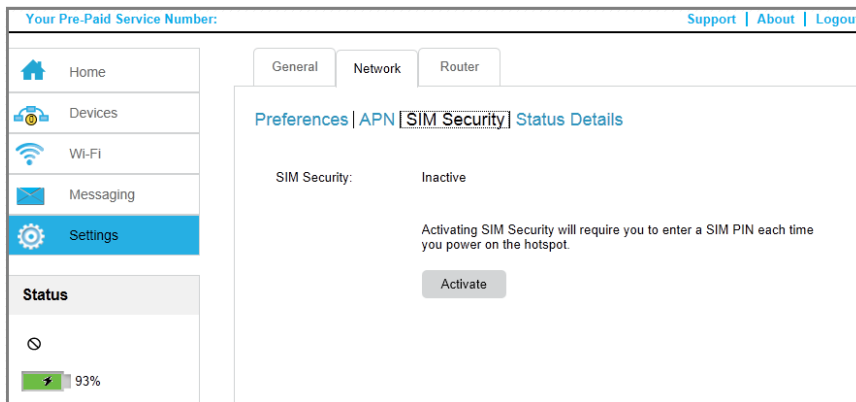 Your Pre-Paid Service Number:
Support | About | Logout
Home
Devices
0
Wi-Fi
Messaging
Settings
General
Network
Router
Preferences | APN | SIM Security | Status Details
SIM Security: Inactive
Activating SIM Security will require you to enter a SIM PIN each time
you power on the hotspot.
Activate
Status
93%